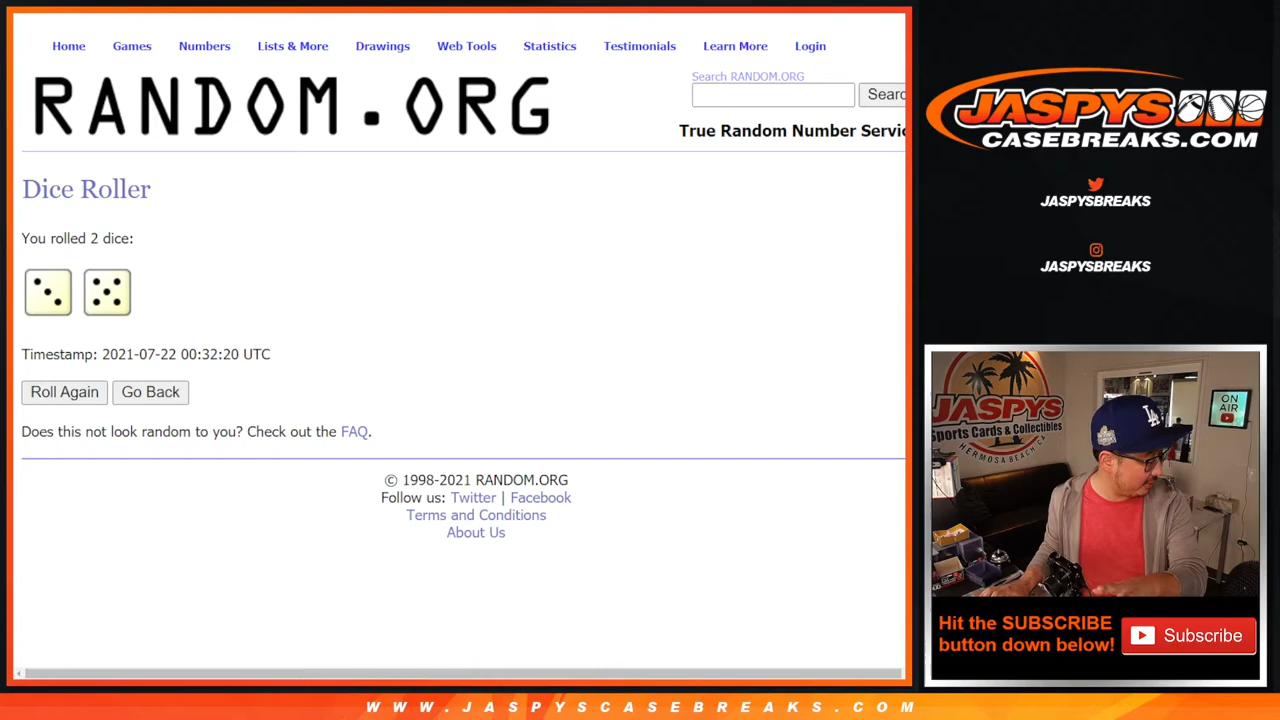 Home Games Numbers Lists & More Drawings Web Tools Statistics Testimonials Learn More Login
RANDOM.ORG
Search RANDOM.ORG
Searc
True Random Number Servic
Dice Roller
You rolled 2 dice:
Timestamp: 2021-07-22 00:32:20 UTC
Roll Again Go Back
Does this not look random to you? Check out the FAQ.
© 1998-2021 RANDOM.ORG
Follow us: Twitter | Facebook
Terms and Conditions
About Us
JASPYS
CASEBREAKS.COM
JASPYSBREAKS
JASPYSBREAKS
JASPYS
Sports Cards & Collectibles
HERMOSA BEACH CA
ON
AIR
LA
Hit the SUBSCRIBE
button down below!
Subscribe
WWW.JASPYSCASEBREAKS.COM